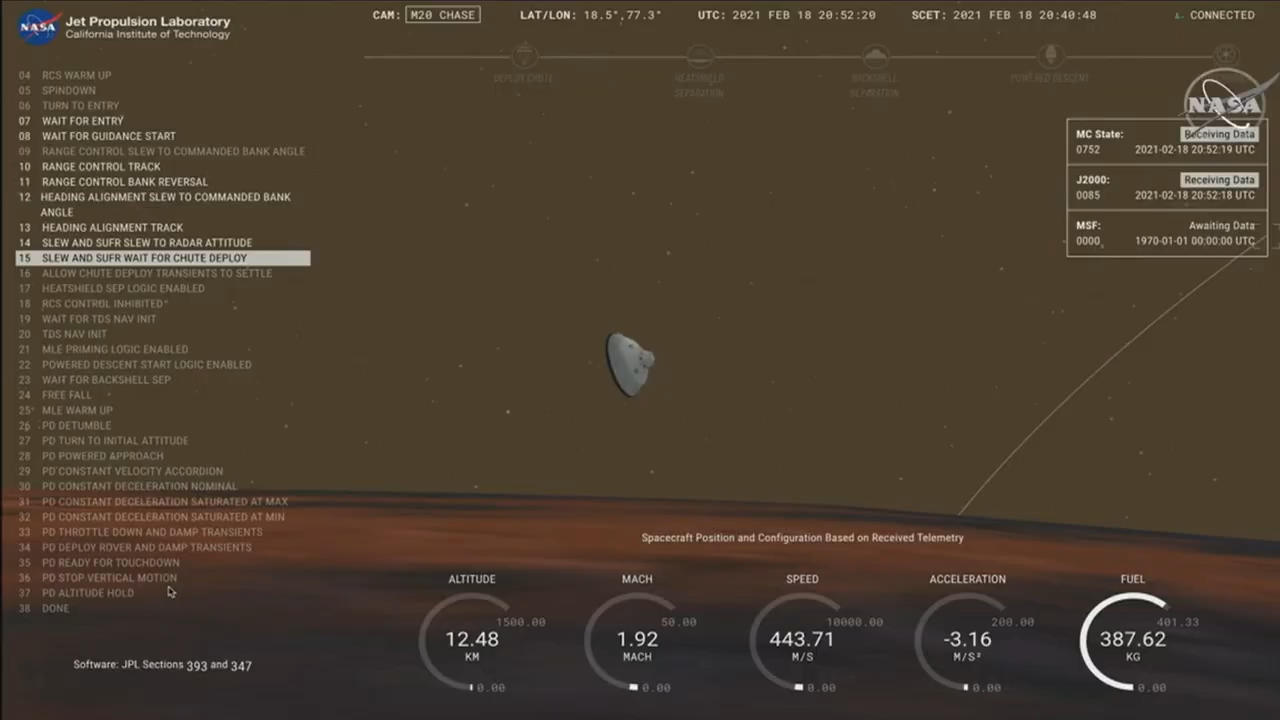 NASA
Jet Propulsion Laboratory
California Institute of Technology
CAM: M20 CHASE
LAT/LON: 18.5°,77.3°
UTC: 2021 FEB 18 20:52:20
SCET: 2021 FEB 18 20:40:48
CONNECTED
DEPLOY CHUTE
HEATSHIELD
SEPARATION
BACKSHELL
SEPARATION
POWERED DESCENT
NASA
MC State: Receiving Data
0752 2021-02-18 20:52:19 UTC
J2000: Receiving Data
0085 2021-02-18 20:52:18 UTC
MSF: Awaiting Data
0000 1970-01-01 00:00:00 UTC
04 RCS WARM UP
05 SPINDOWN
06 TURN TO ENTRY
07 WAIT FOR ENTRY
08 WAIT FOR GUIDANCE START
09 RANGE CONTROL SLEW TO COMMANDED BANK ANGLE
10 RANGE CONTROL TRACK
11 RANGE CONTROL BANK REVERSAL
12 HEADING ALIGNMENT SLEW TO COMMANDED BANK
ANGLE
13 HEADING ALIGNMENT TRACK
14 SLEW AND SUFR SLEW TO RADAR ATTITUDE
15 SLEW AND SUFR WAIT FOR CHUTE DEPLOY
16 ALLOW CHUTE DEPLOY TRANSIENTS TO SETTLE
17 HEATSHIELD SEP LOGIC ENABLED
18 RCS CONTROL INHIBITED
19 WAIT FOR TDS NAV INIT
20 TDS NAV INIT
21 MLE PRIMING LOGIC ENABLED
22 POWERED DESCENT START LOGIC ENABLED
23 WAIT FOR BACKSHELL SEP
24 FREE FALL
25 MLE WARM UP
26 PD DETUMBLE
27 PD TURN TO INITIAL ATTITUDE
28 PD POWERED APPROACH
29 PD CONSTANT VELOCITY ACCORDION
30 PD CONSTANT DECELERATION NOMINAL
31 PD CONSTANT DECELERATION SATURATED AT MAX
32 PD CONSTANT DECELERATION SATURATED AT MIN
33 PD THROTTLE DOWN AND DAMP TRANSIENTS
34 PD DEPLOY ROVER AND DAMP TRANSIENTS
35 PD READY FOR TOUCHDOWN
36 PD STOP VERTICAL MOTION
37 PD ALTITUDE HOLD
38 DONE
Software: JPL Sections 393 and 347
Spacecraft Position and Configuration Based on Received Telemetry
ALTITUDE
1500.00
12.48
KM
0.00
MACH
50.00
1.92
MACH
0.00
SPEED
10000.00
443.71
M/S
0.00
ACCELERATION
200.00
-3.16
M/S²
0.00
FUEL
401.33
387.62
KG
0.00